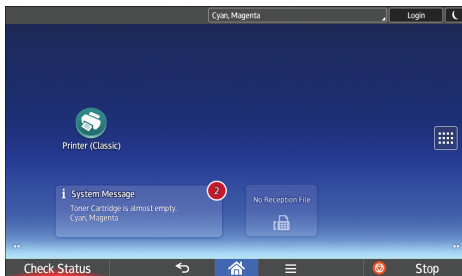 Cyan, Magenta
Login
Printer (Classic)
i System Message
2
Toner Cartridge is almost empty.
Cyan, Magenta
No Reception File
Check Status
Stop